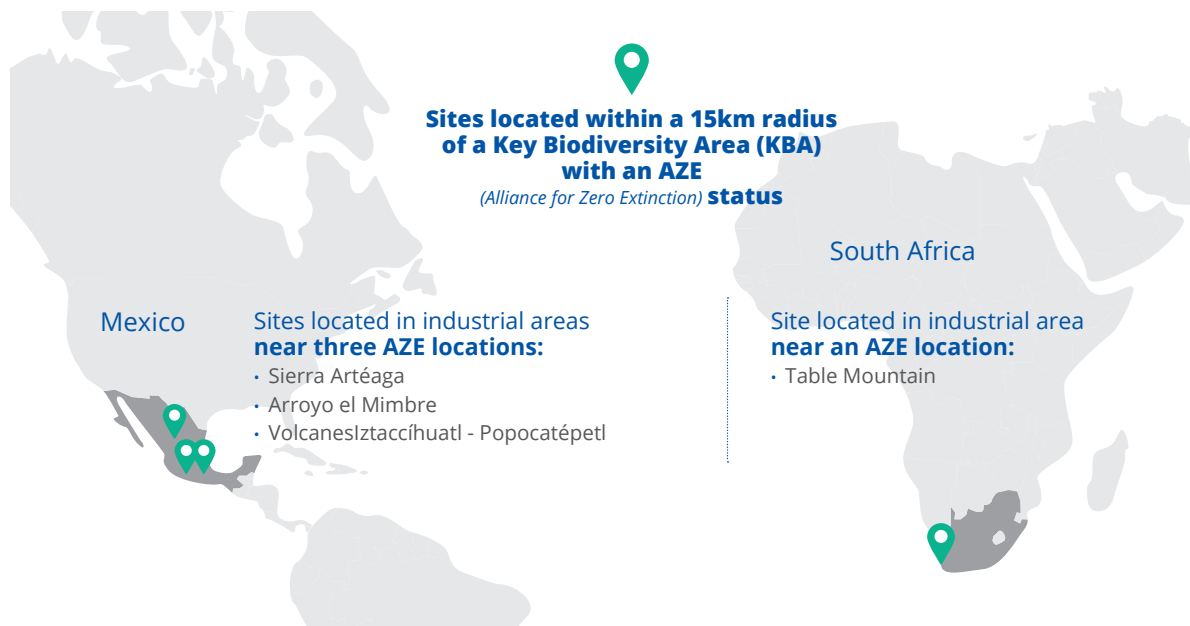 Sites located within a 15km radius
of a Key Biodiversity Area (KBA)
with an AZE
(Alliance for Zero Extinction) status
Mexico
Sites located in industrial areas
near three AZE locations:
· Sierra Artéaga
· Arroyo el Mimbre
· VolcanesIztaccíhuatl - Popocatépetl
South Africa
Site located in industrial area
near an AZE location:
· Table Mountain